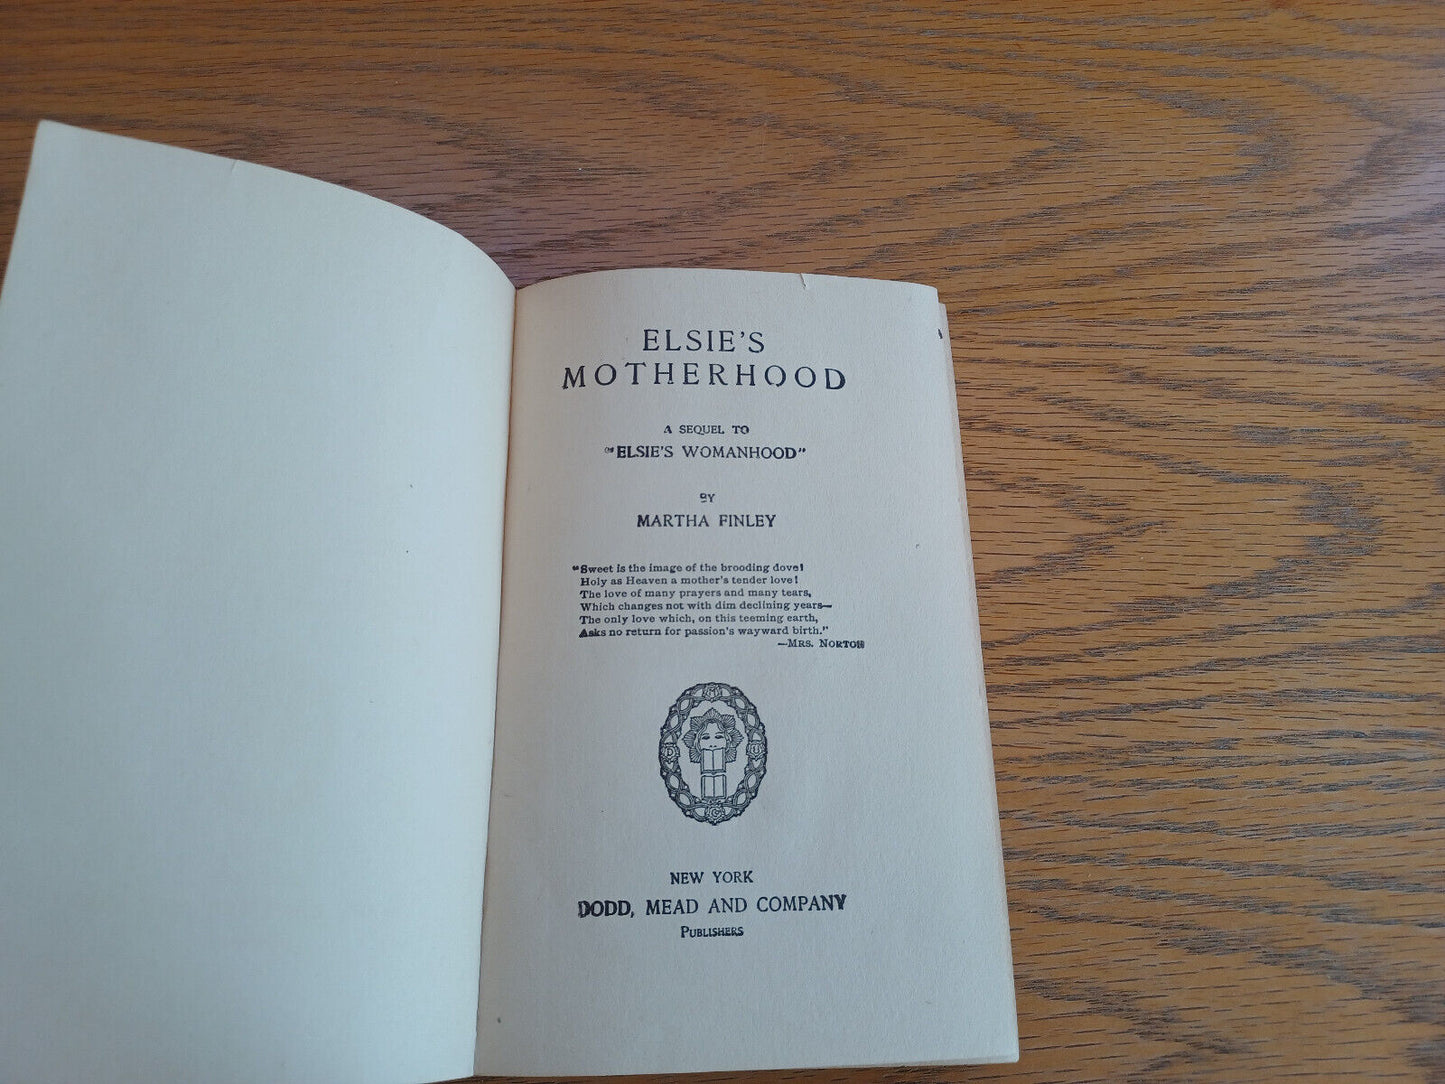 ELSIE'S
MOTHERHOOD
A SEQUEL TO
"ELSIE'S WOMANHOOD"
BY
MARTHA FINLEY
"Sweet is the image of the brooding dove!
Holy as Heaven a mother's tender love!
The love of many prayers and many tears,
Which changes not with dim declining years—
The only love which, on this teeming earth,
Asks no return for passion's wayward birth."
—MRS. NORTON
NEW YORK
DODD, MEAD AND COMPANY
PUBLISHERS